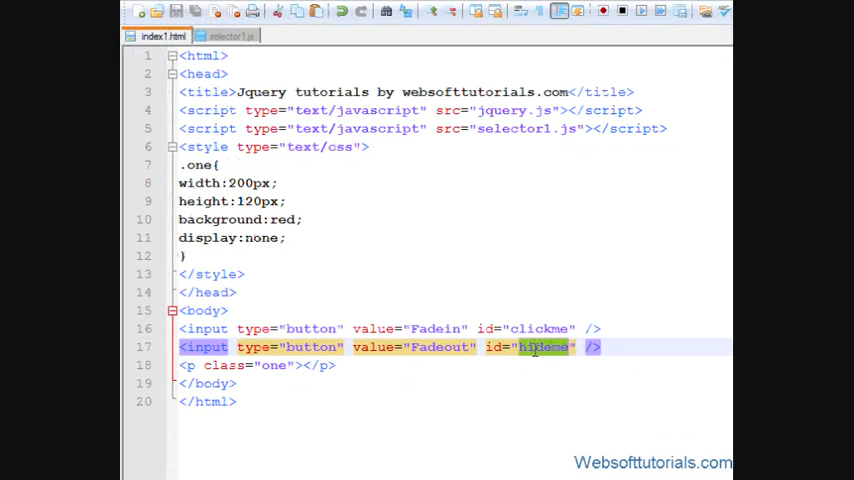 index1.html selector1.js
1 <html>
2 <head>
3 <title>Jquery tutorials by websofttutorials.com</title>
4 <script type="text/javascript" src="jquery.js"></script>
5 <script type="text/javascript" src="selector1.js"></script>
6 <style type="text/css">
7 .one{
8 width:200px;
9 height:120px;
10 background:red;
11 display:none;
12 }
13 </style>
14 </head>
15 <body>
16 <input type="button" value="Fadein" id="clickme" />
17 <input type="button" value="Fadeout" id="hideme" />
18 <p class="one"></p>
19 </body>
20 </html>
Websofttutorials.com